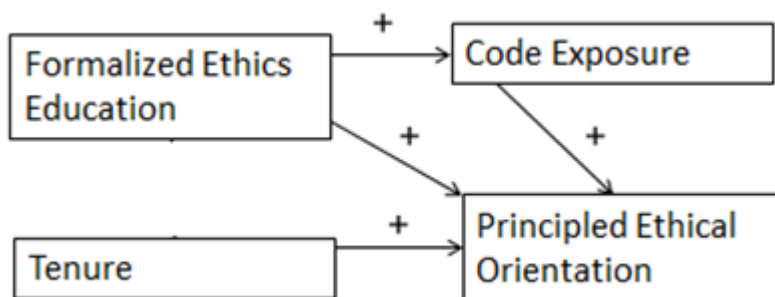 +
Formalized Ethics
Education
Code Exposure
+
+
Tenure
+
Principled Ethical
Orientation